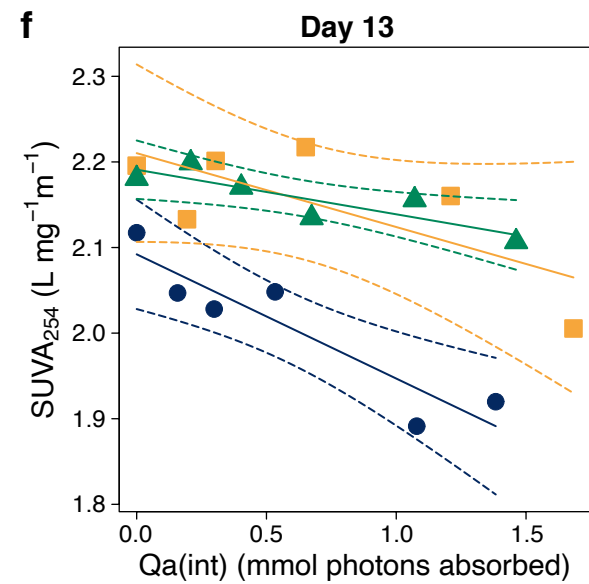 f
Day 13
SUVA₂₅₄ (L mg⁻¹m⁻¹)
2.3
2.2
2.1
2.0
1.9
1.8
0.0 0.5 1.0 1.5
Qa(int) (mmol photons absorbed)